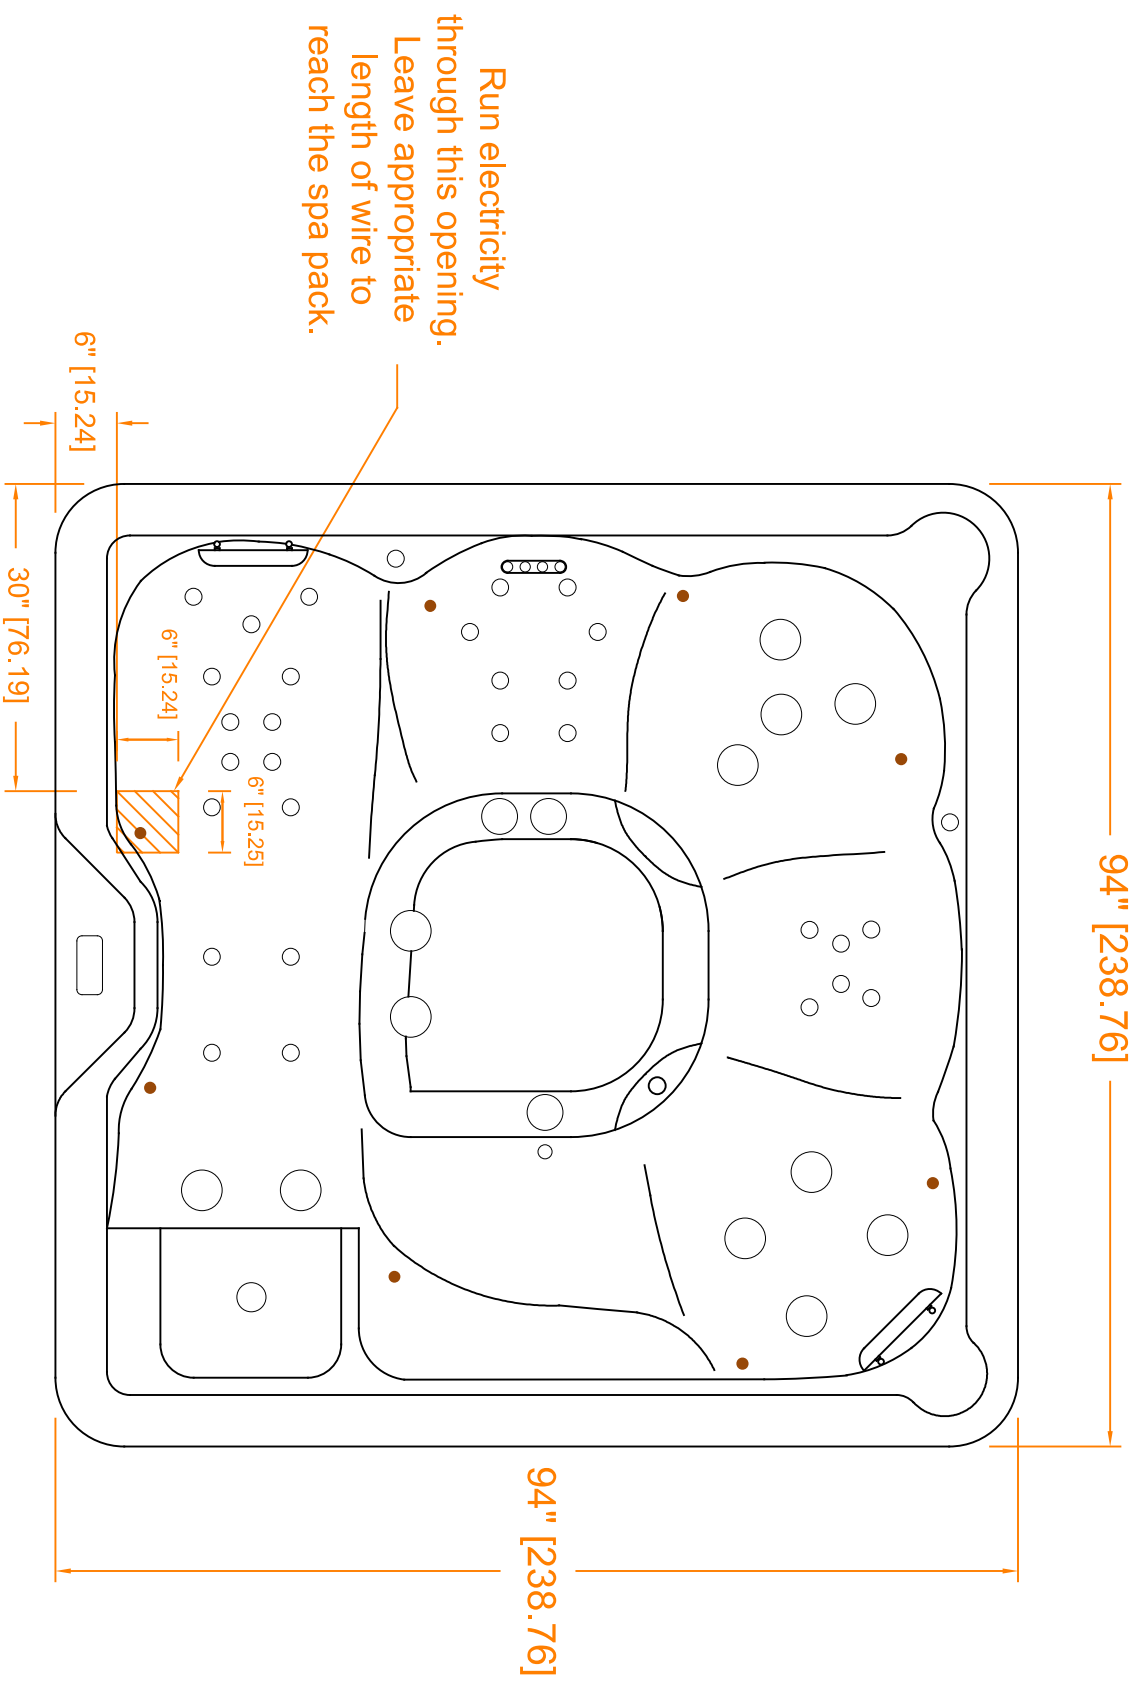 Run electricity
through this opening.
Leave appropriate
length of wire to
reach the spa pack.
94" [238.76]
94" [238.76]
6" [15.25]
6" [15.24]
6" [15.24]
30" [76.19]